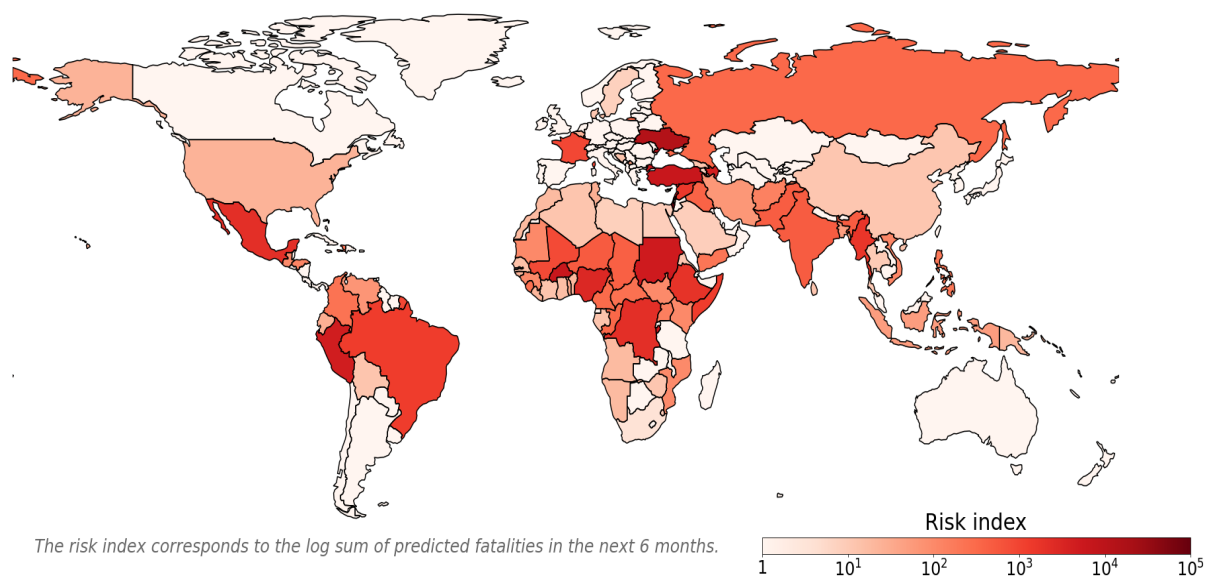 Risk index
The risk index corresponds to the log sum of predicted fatalities in the next 6 months.
1 10¹ 10² 10³ 10⁴ 10⁵